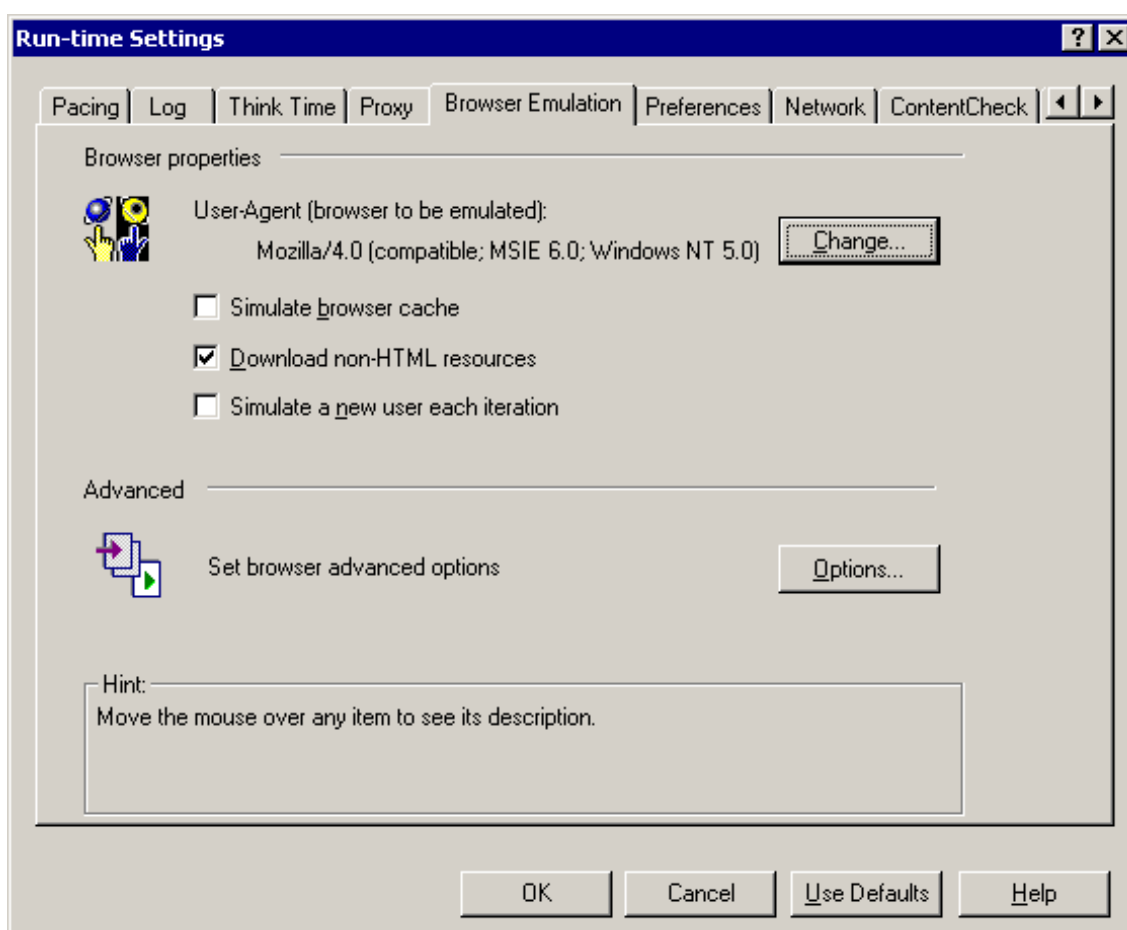 Run-time Settings
Pacing Log Think Time Proxy Browser Emulation Preferences Network ContentCheck
Browser properties
User-Agent (browser to be emulated):
Mozilla/4.0 (compatible; MSIE 6.0; Windows NT 5.0) Change...
Simulate browser cache
Download non-HTML resources
Simulate a new user each iteration
Advanced
Set browser advanced options Options...
Hint:
Move the mouse over any item to see its description.
OK Cancel Use Defaults Help